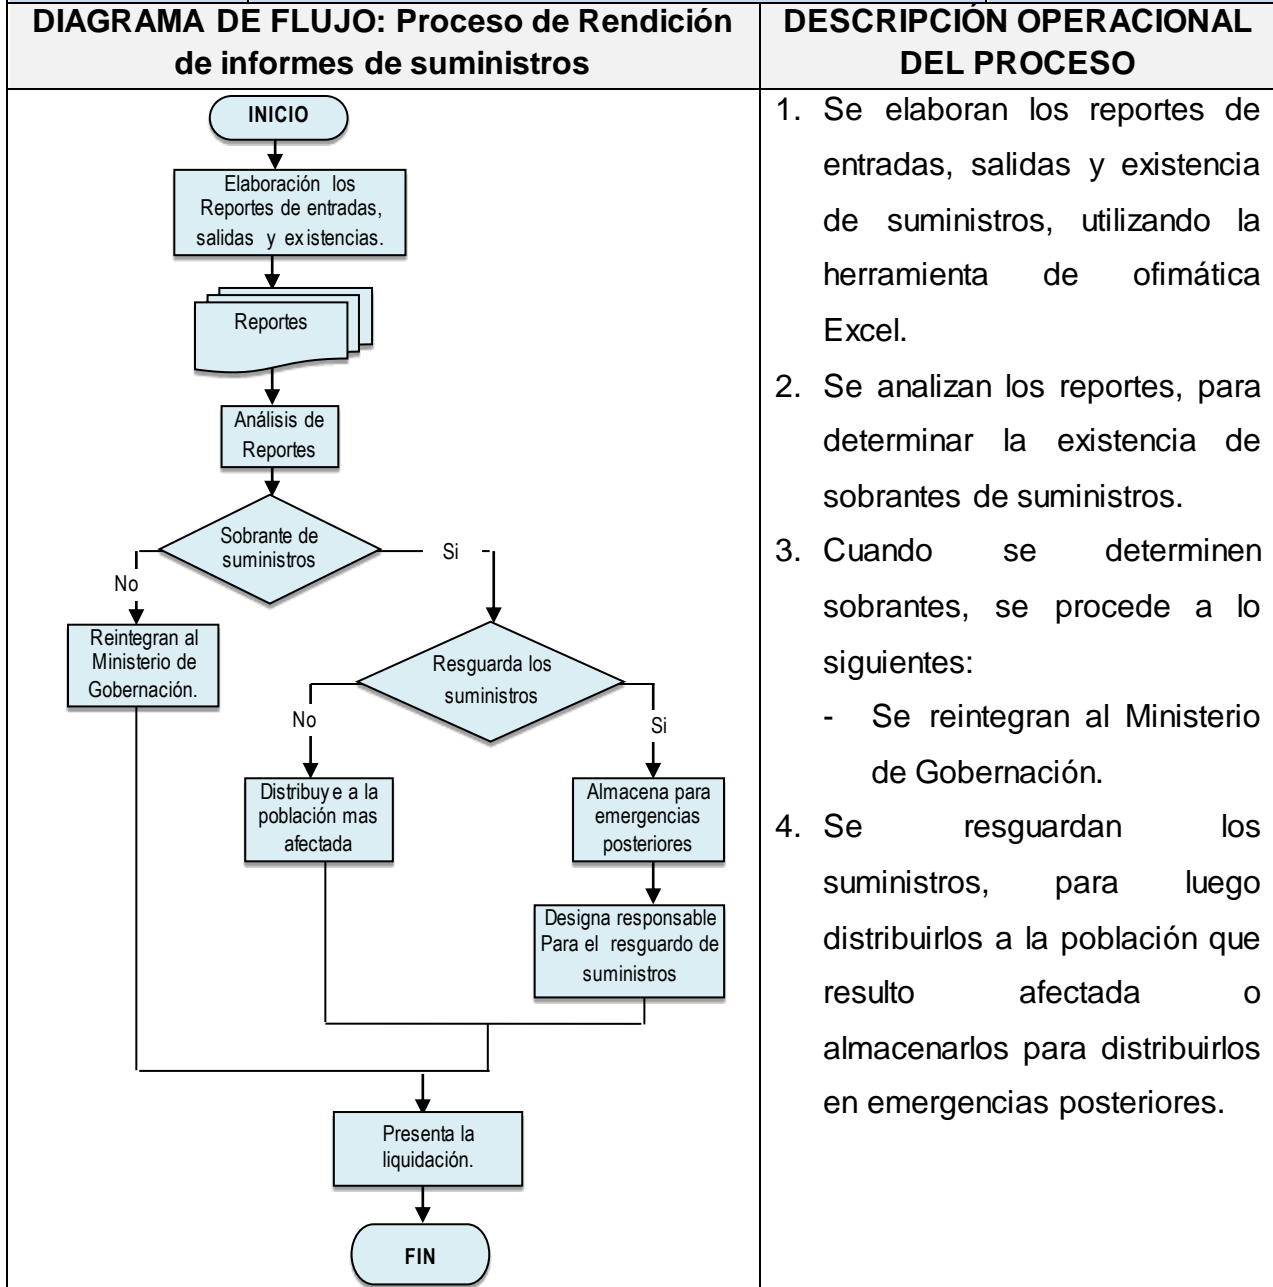 DIAGRAMA DE FLUJO: Proceso de Rendición
de informes de suministros
DESCRIPCIÓN OPERACIONAL
DEL PROCESO
INICIO
Elaboración los
Reportes de entradas,
salidas y existencias.
Reportes
Análisis de
Reportes
Sobrante de
suministros
No
Si
Reintegran al
Ministerio de
Gobernación.
Resguarda los
suministros
No
Si
Distribuye a la
población mas
afectada
Almacena para
emergencias
posteriores
Designa responsable
Para el resguardo de
suministros
Presenta la
liquidación.
FIN
1. Se elaboran los reportes de
entradas, salidas y existencia
de suministros, utilizando la
herramienta de ofimática
Excel.
2. Se analizan los reportes, para
determinar la existencia de
sobrantes de suministros.
3. Cuando se determinen
sobrantes, se procede a lo
siguientes:
- Se reintegran al Ministerio
de Gobernación.
4. Se resguardan los
suministros, para luego
distribuirlos a la población que
resulto afectada o
almacenarlos para distribuirlos
en emergencias posteriores.